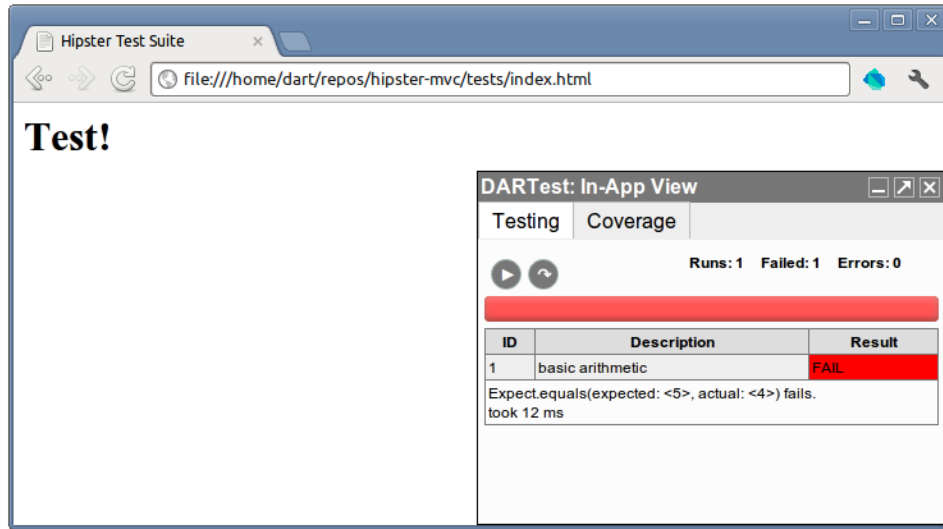 Hipster Test Suite
file:///home/dart/repos/hipster-mvc/tests/index.html
Test!
DARTest: In-App View
Testing Coverage
Runs: 1 Failed: 1 Errors: 0
ID Description Result
1 basic arithmetic FAIL
Expect.equals(expected: <5>, actual: <4>) fails.
took 12 ms